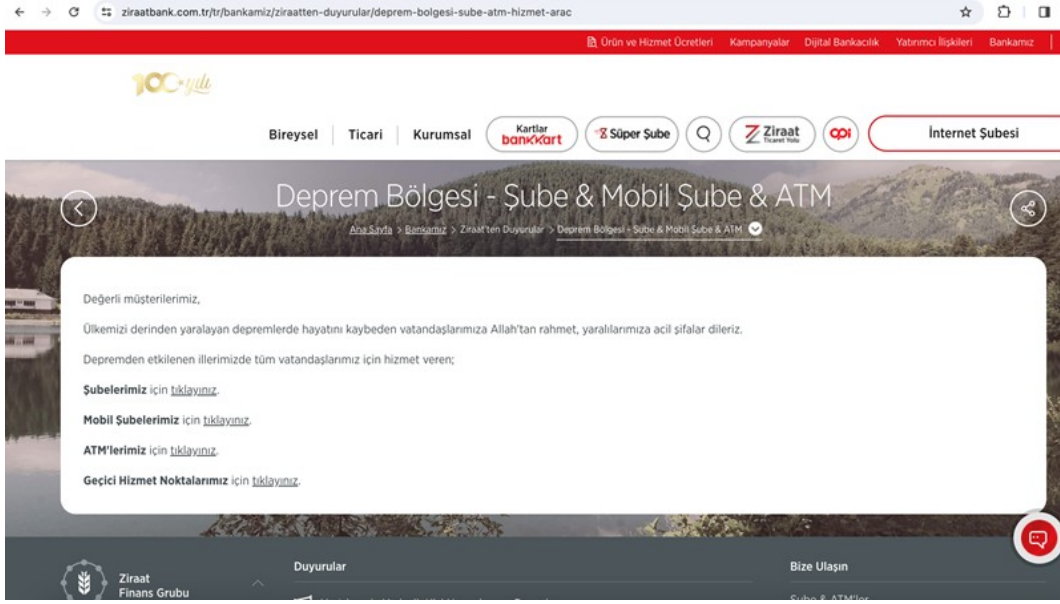 ziraatbank.com.tr/tr/bankamiz/ziraatten-duyurular/deprem-bolgesi-sube-atm-hizmet-arac
Ürün ve Hizmet Ücretleri Kampanyalar Dijital Bankacılık Yatırımcı İlişkileri Bankamız
100. yılı
Bireysel Ticari Kurumsal Kartlar bankkart Süper Şube Ziraat Ticaret Yolu api İnternet Şubesi
Deprem Bölgesi - Şube & Mobil Şube & ATM
Ana Sayfa > Bankamız > Ziraat'ten Duyurular > Deprem Bölgesi - Şube & Mobil Şube & ATM
Değerli müşterilerimiz,
Ülkemizi derinden yaralayan depremlerde hayatını kaybeden vatandaşlarımıza Allah'tan rahmet, yaralılarımıza acil şifalar dileriz.
Depremden etkilenen illerimizde tüm vatandaşlarımız için hizmet veren;
Şubelerimiz için tıklayınız.
Mobil Şubelerimiz için tıklayınız.
ATM'lerimiz için tıklayınız.
Geçici Hizmet Noktalarımız için tıklayınız.
Ziraat
Finans Grubu
Duyurular
Bize Ulaşın
Şube & ATM'ler